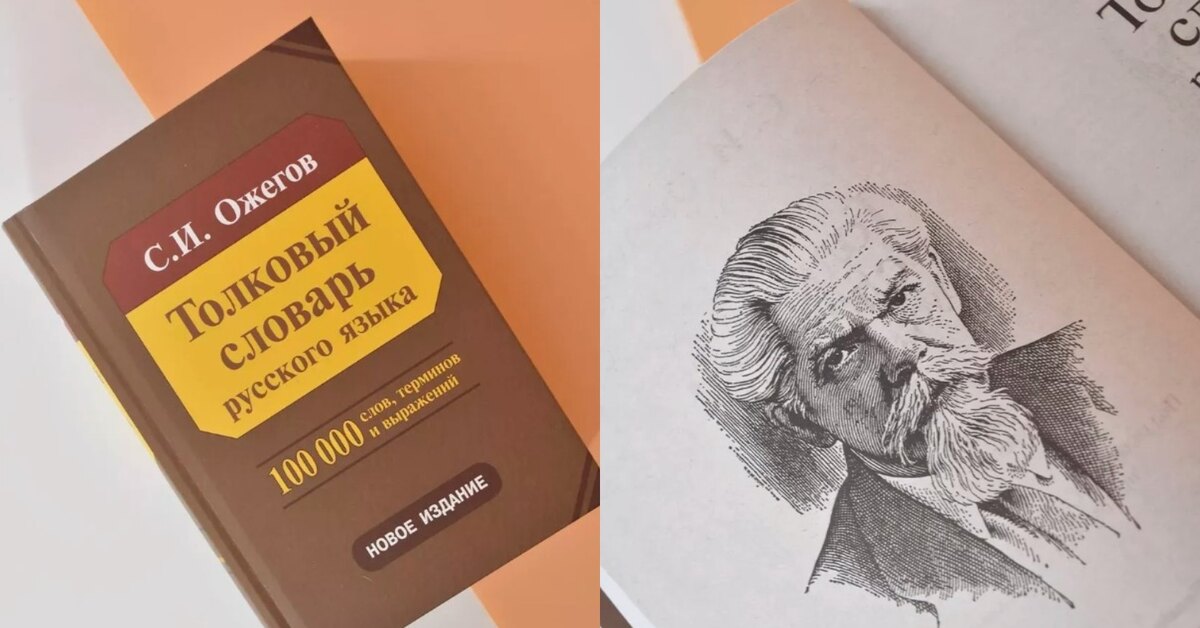 С.И. Ожегов
Толковый
словарь
русского языка
100 000 слов, терминов
и выражений
НОВОЕ ИЗДАНИЕ